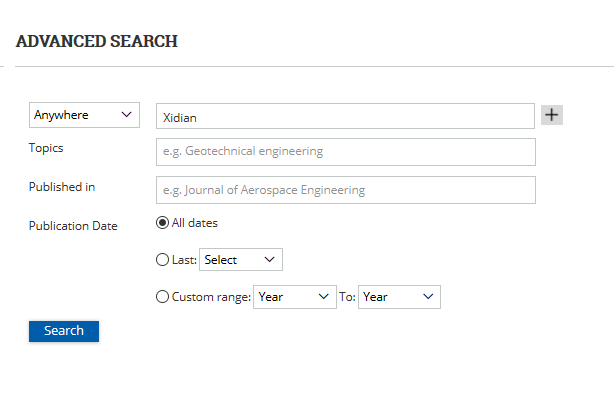 ADVANCED SEARCH
Anywhere Xidian +
Topics e.g. Geotechnical engineering
Published in e.g. Journal of Aerospace Engineering
Publication Date All dates
Last: Select
Custom range: Year To: Year
Search